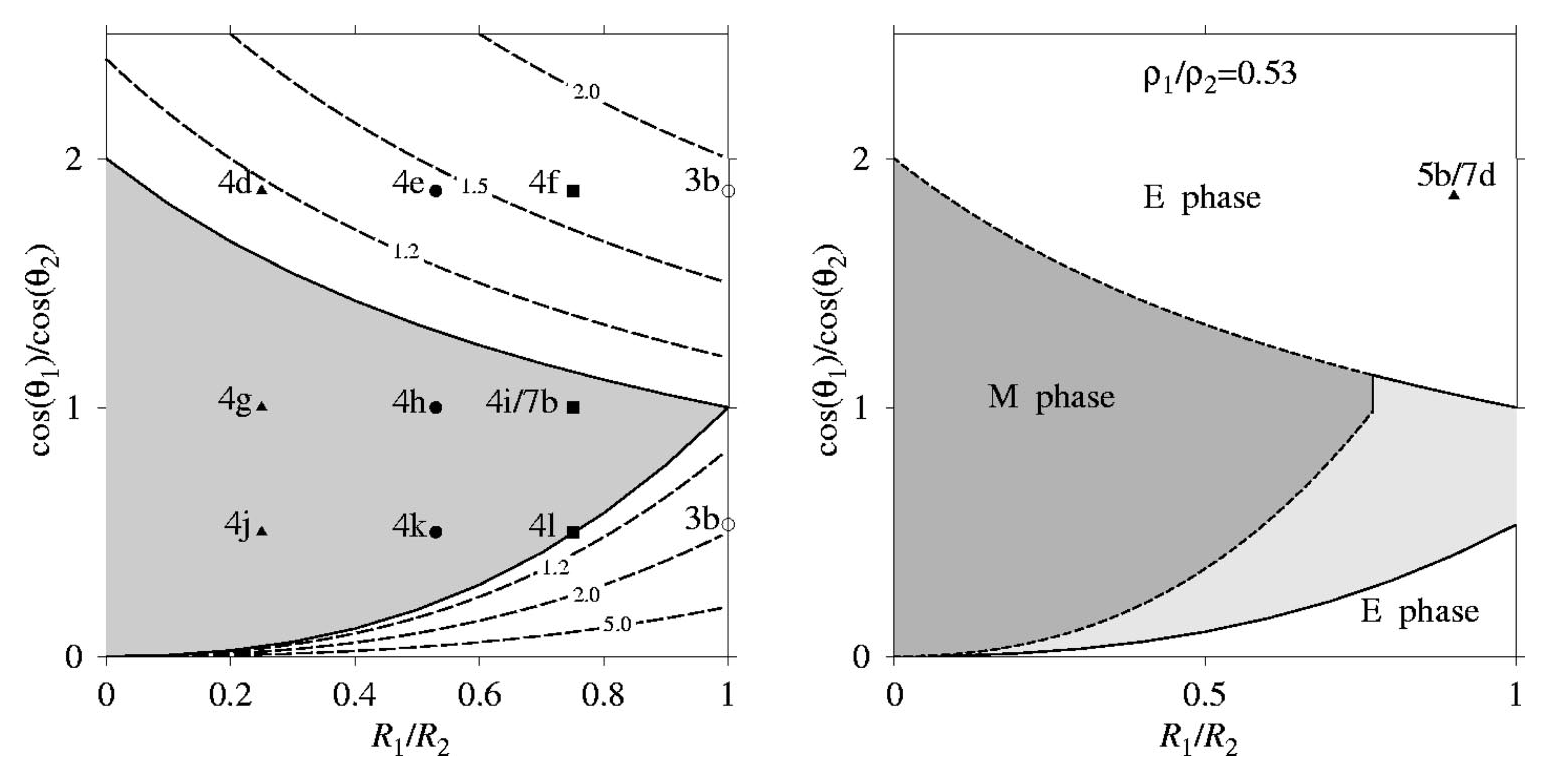 2.0
2
4d
4e
1.5
4f
3b
1.2
cos(θ1)/cos(θ2)
1
4g
4h
4i/7b
4j
4k
4l
3b
1.2
2.0
5.0
0
0 0.2 0.4 0.6 0.8 1
R1/R2
ρ1/ρ2=0.53
2
5b/7d
E phase
cos(θ1)/cos(θ2)
1
M phase
E phase
0
0 0.5 1
R1/R2